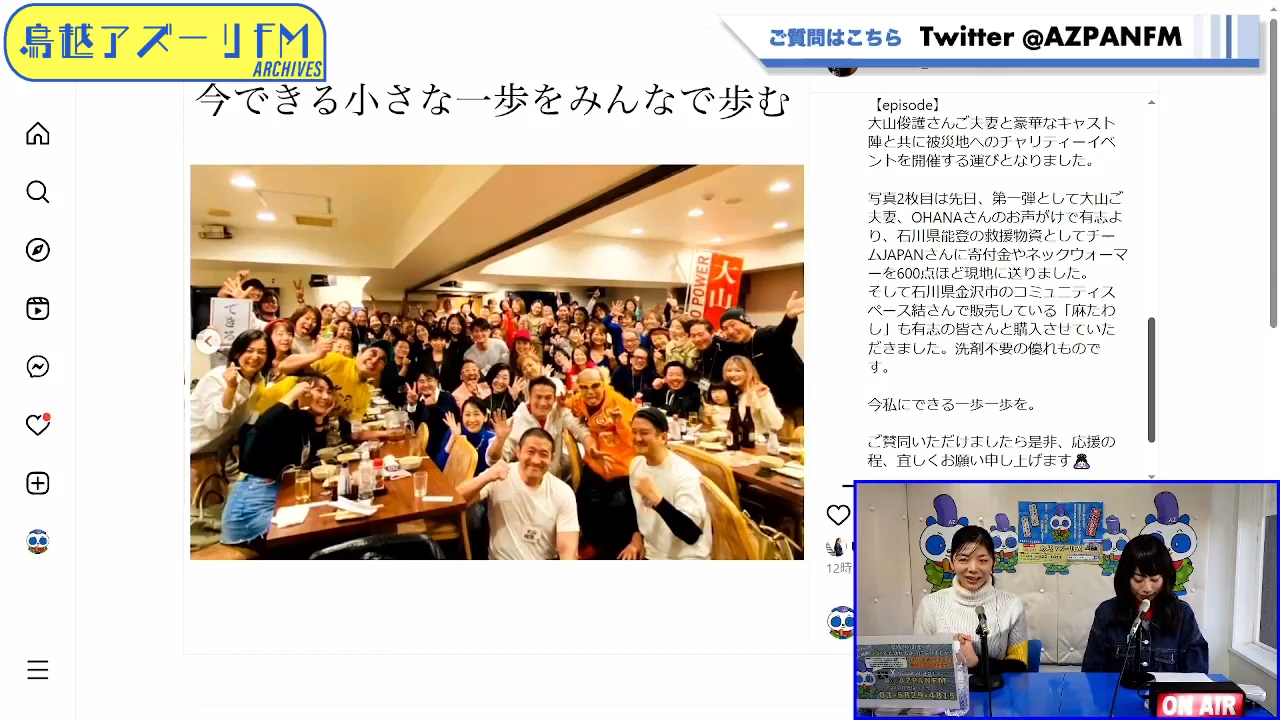 鳥越アズーリFM
ARCHIVES
ご質問はこちら Twitter @AZPANFM
今できる小さな一歩をみんなで歩む
【episode】
大山俊護さんご夫妻と豪華なキャスト
陣と共に被災地へのチャリティーイベ
ントを開催する運びとなりました。
写真2枚目は先日、第一弾として大山ご
夫妻、OHANAさんのお声がけで有志よ
り、石川県能登の救援物資としてチー
ムJAPANさんに寄付金やネックウォーマ
ーを600点ほど現地に送りました。
そして石川県金沢市のコミュニティス
ペース結さんで販売している「麻たわ
し」も有志の皆さんと購入させていた
だきました。洗剤不要の優れもので
す。
今私にできる一歩一歩を。
ご賛同いただけましたら是非、応援の
程、宜しくお願い申し上げます
大山
POWER
できる
12時
AZPANFM
03-5829-4815
ON AIR